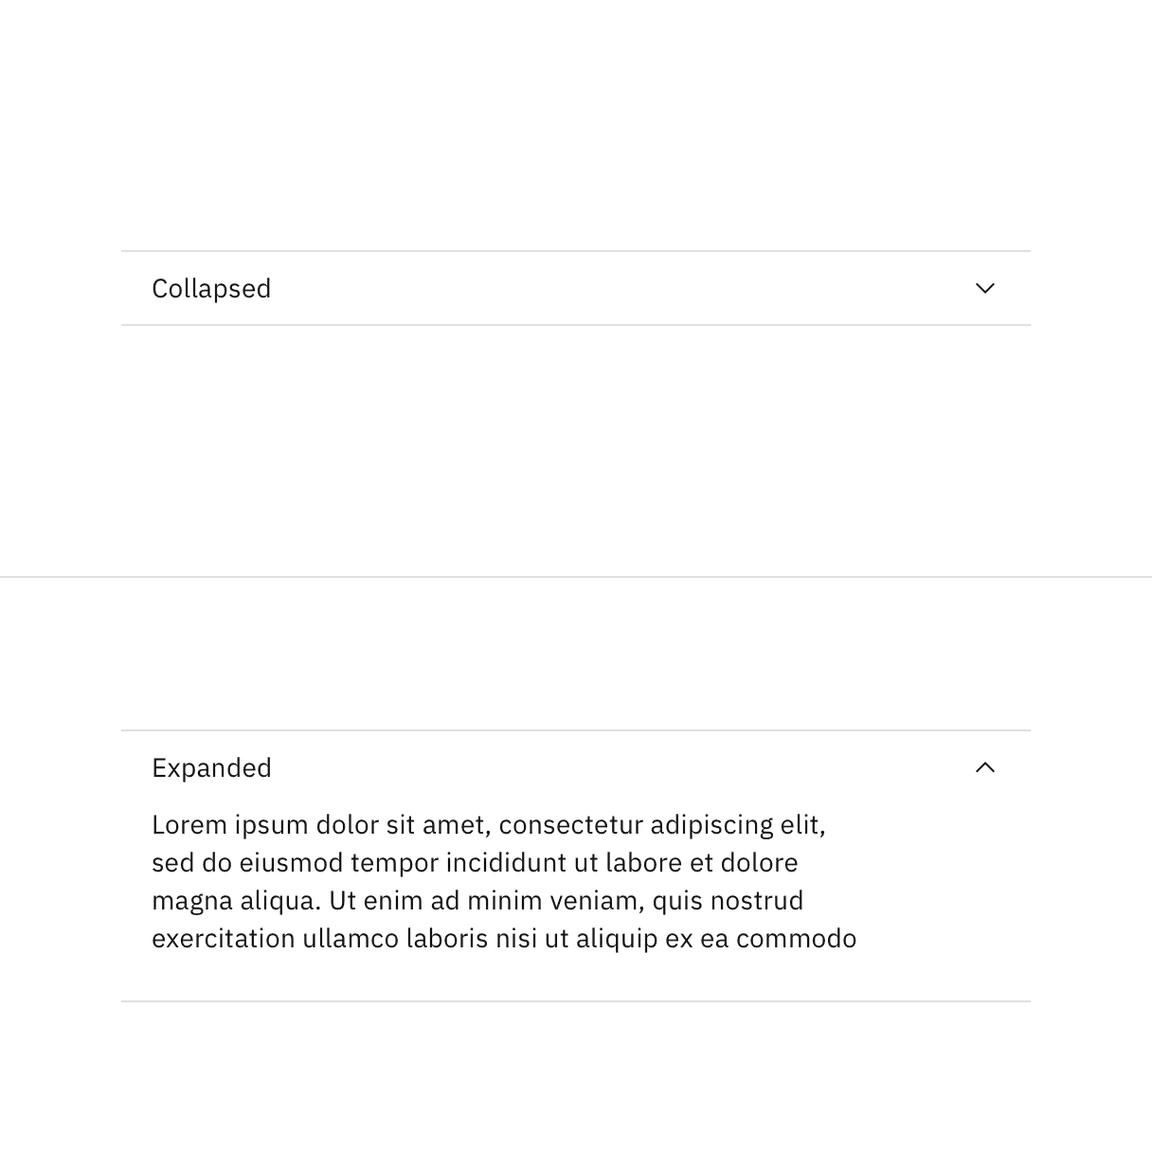 Collapsed
Expanded
Lorem ipsum dolor sit amet, consectetur adipiscing elit,
sed do eiusmod tempor incididunt ut labore et dolore
magna aliqua. Ut enim ad minim veniam, quis nostrud
exercitation ullamco laboris nisi ut aliquip ex ea commodo